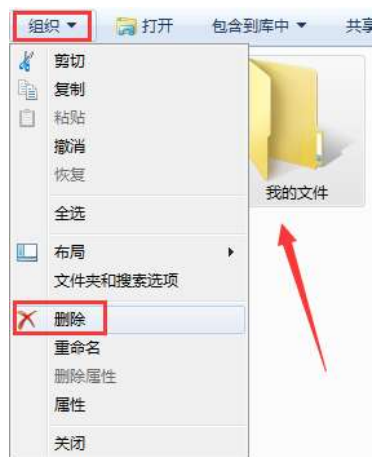 组织 打开 包含到库中 共享
剪切
复制
粘贴
撤消
恢复
我的文件
全选
布局
文件夹和搜索选项
删除
重命名
删除属性
属性
关闭